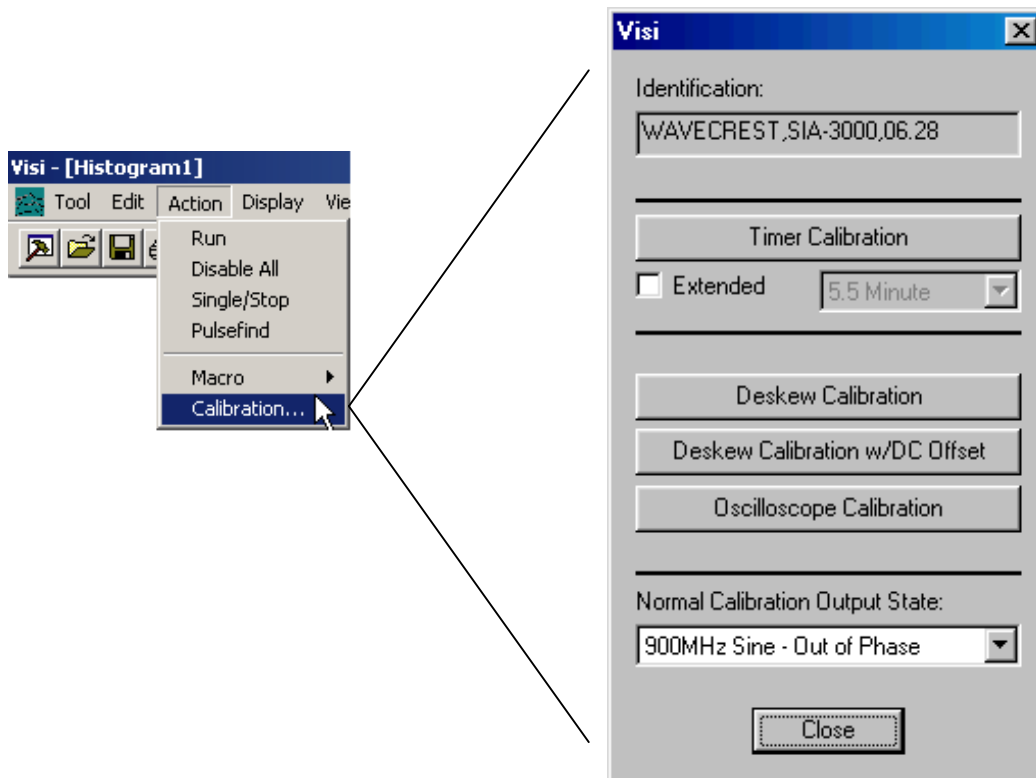 Visi - [Histogram1]
Tool Edit Action Display Vie
Run
Disable All
Single/Stop
Pulsefind
Macro
Calibration...
Visi
Identification:
WAVECREST,SIA-3000,06.28
Timer Calibration
Extended 5.5 Minute
Deskew Calibration
Deskew Calibration w/DC Offset
Oscilloscope Calibration
Normal Calibration Output State:
900MHz Sine - Out of Phase
Close